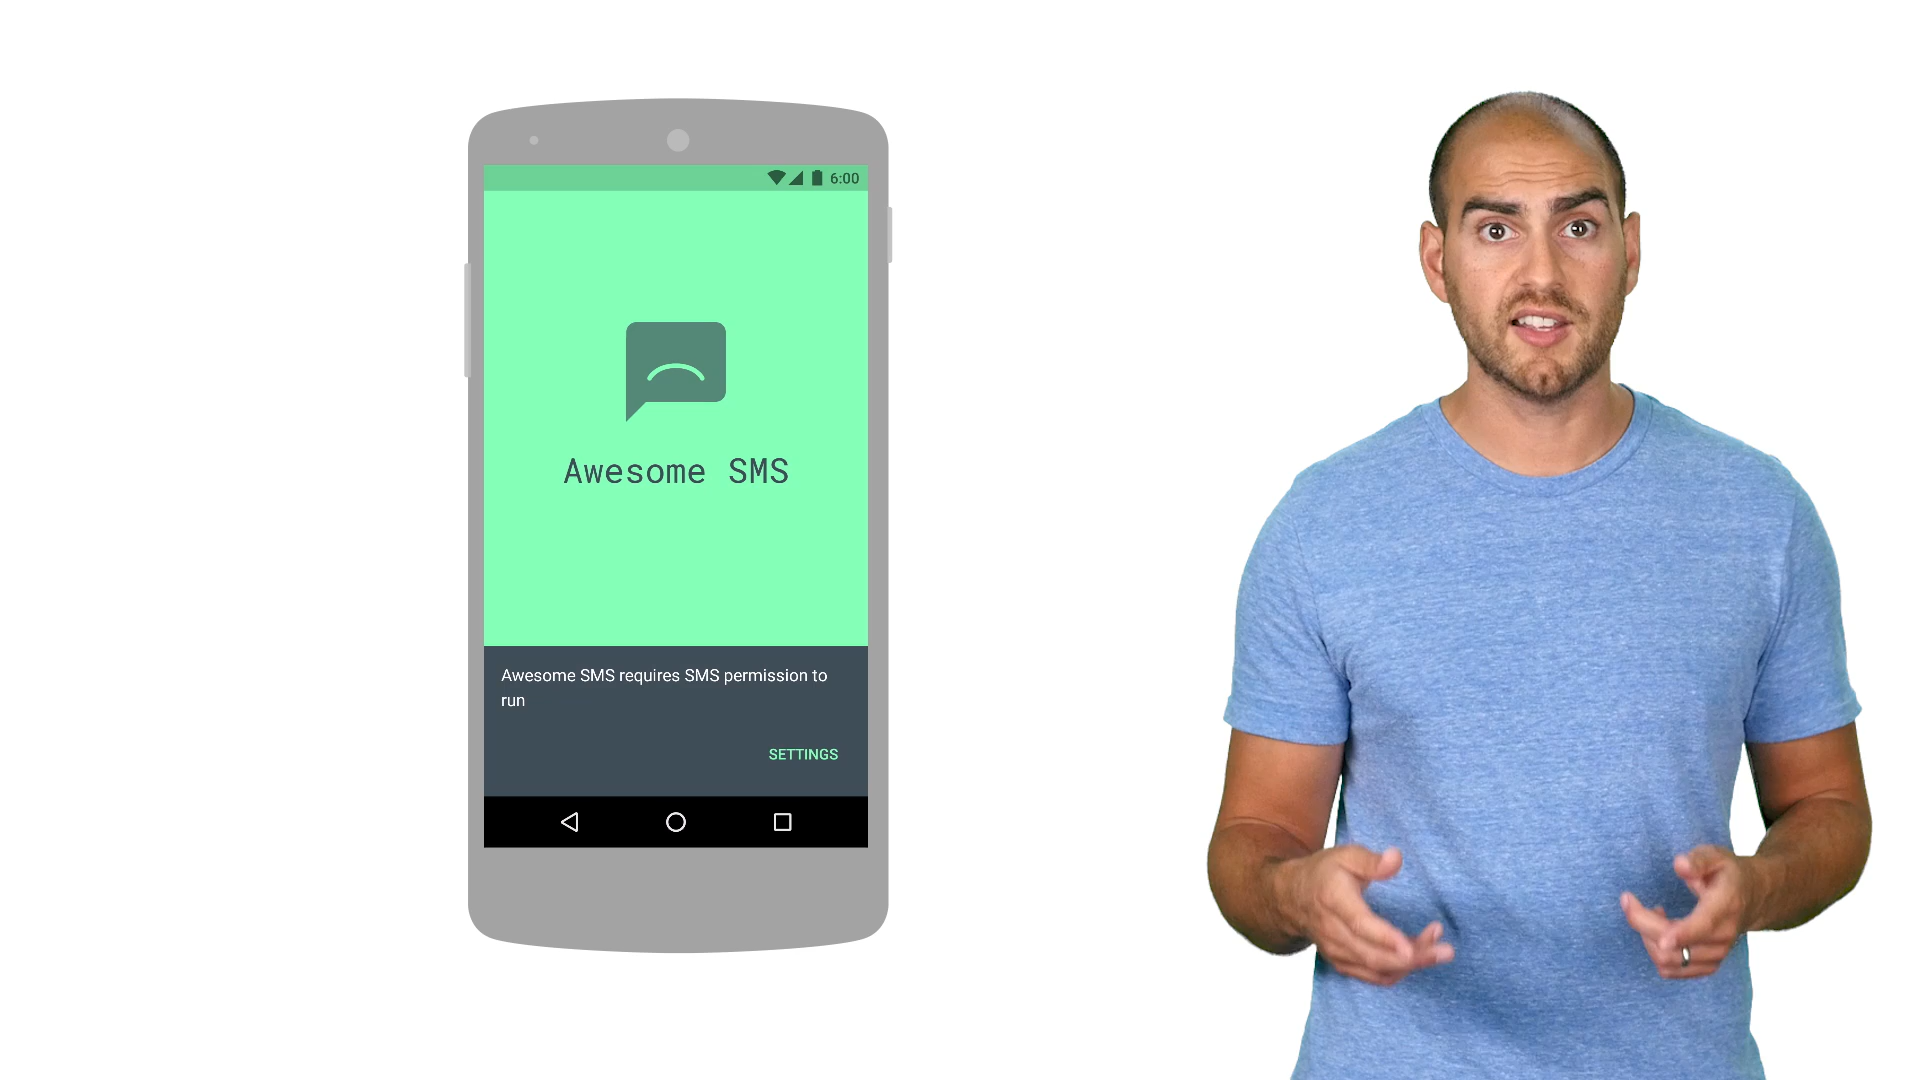 6:00
Awesome SMS
Awesome SMS requires SMS permission to
run
SETTINGS